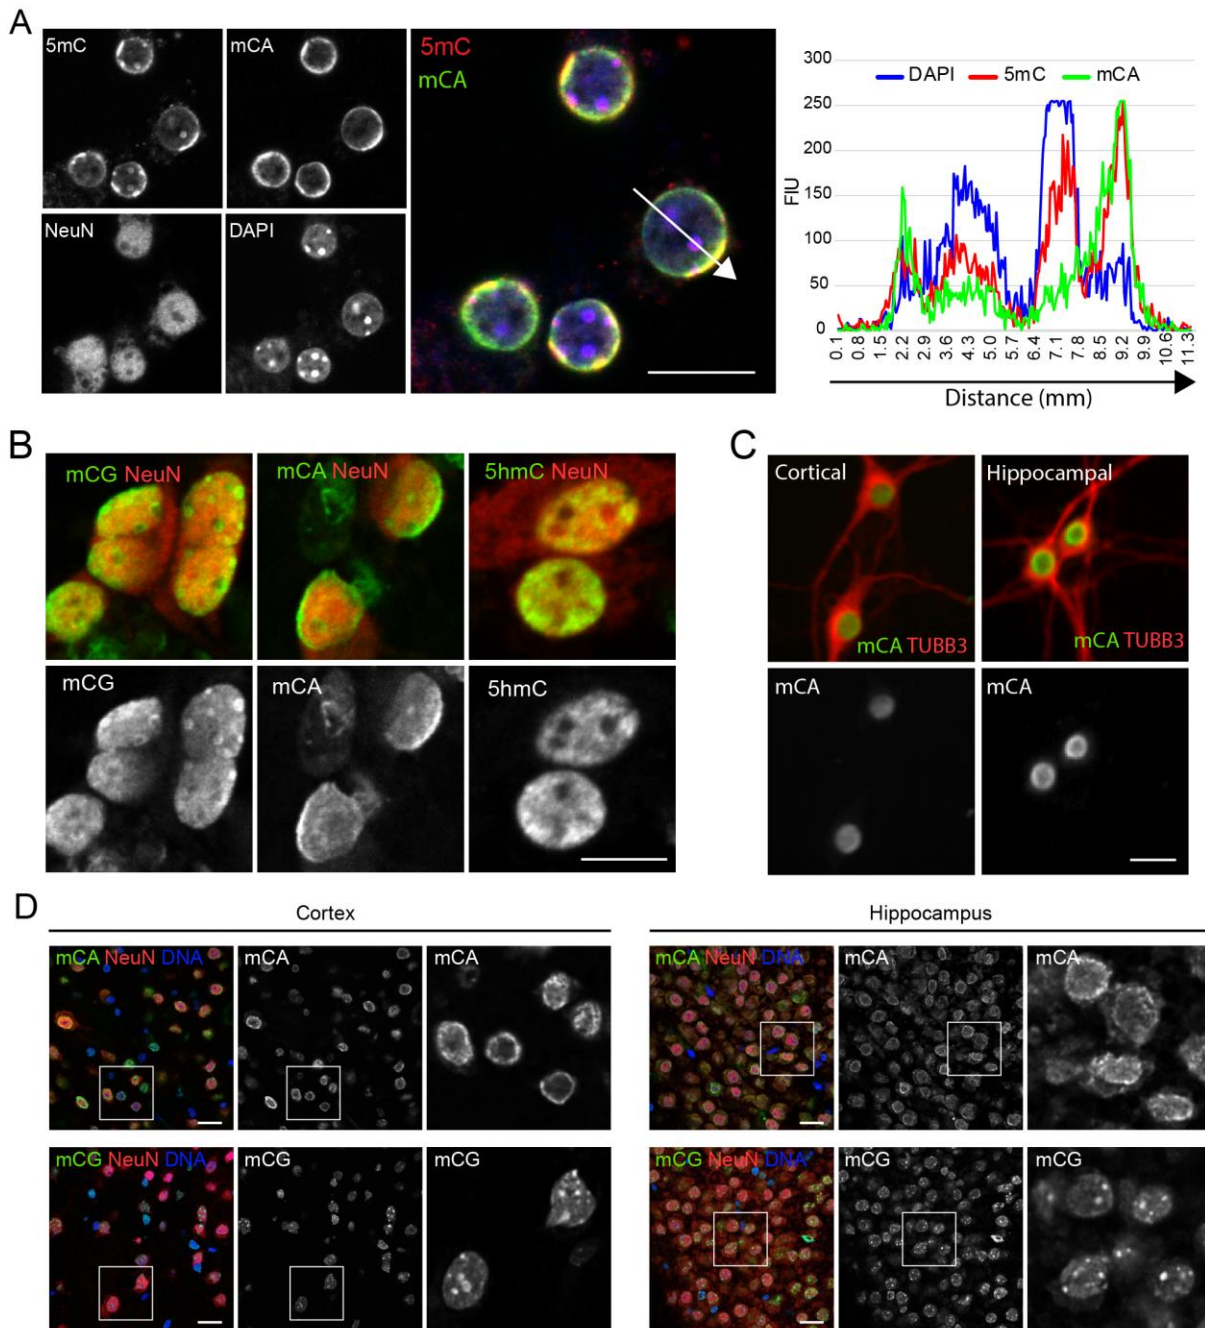 A
5mC
mCA
NeuN
DAPI
5mC
mCA
DAPI 5mC mCA
FIU
300
250
200
150
100
50
0
0.1 0.8 1.5 2.2 2.9 3.6 4.3 5.0 5.7 6.4 7.1 7.8 8.5 9.2 9.9 10.6 11.3
Distance (mm)
B
mCG NeuN
mCA NeuN
5hmC NeuN
mCG
mCA
5hmC
C
Cortical
Hippocampal
mCA TUBB3
mCA TUBB3
mCA
mCA
D
Cortex
Hippocampus
mCA NeuN DNA
mCA
mCA
mCA NeuN DNA
mCA
mCA
mCG NeuN DNA
mCG
mCG
mCG NeuN DNA
mCG
mCG